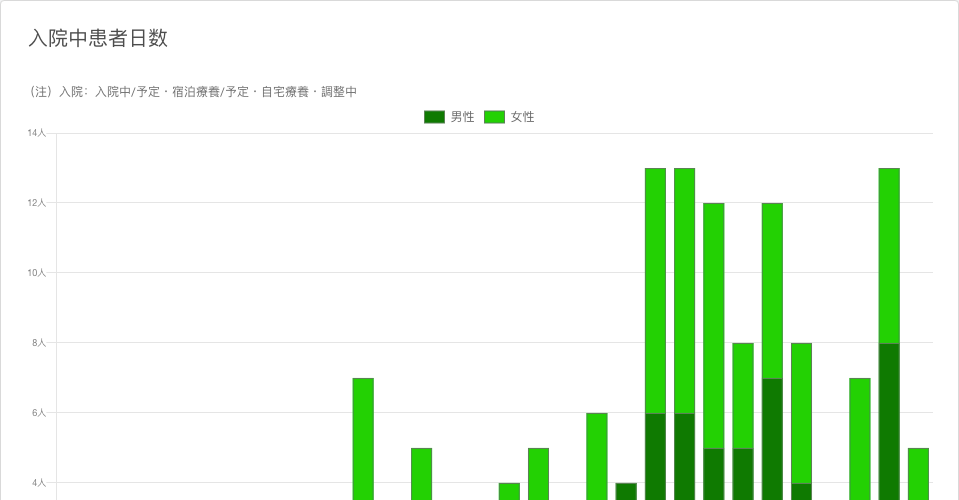 入院中患者日数
（注）入院：入院中/予定・宿泊療養/予定・自宅療養・調整中
男性 女性
14人
12人
10人
8人
6人
4人